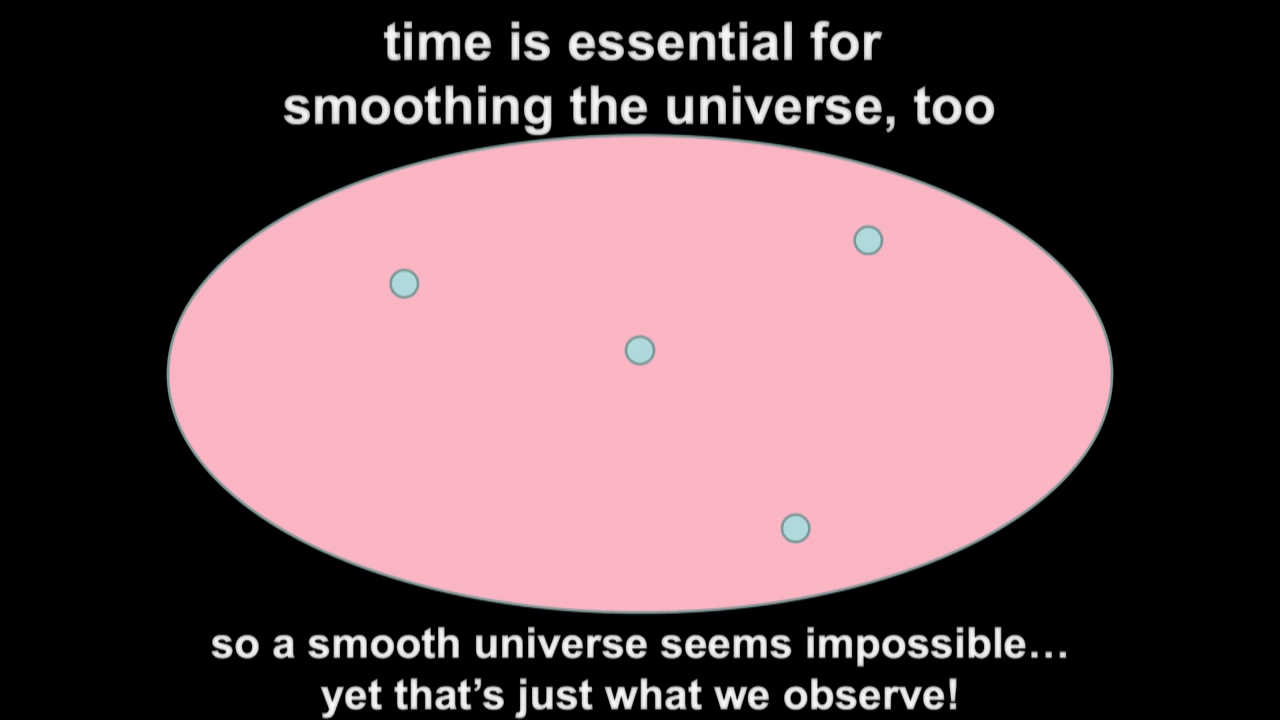 time is essential for
smoothing the universe, too
so a smooth universe seems impossible…
yet that’s just what we observe!